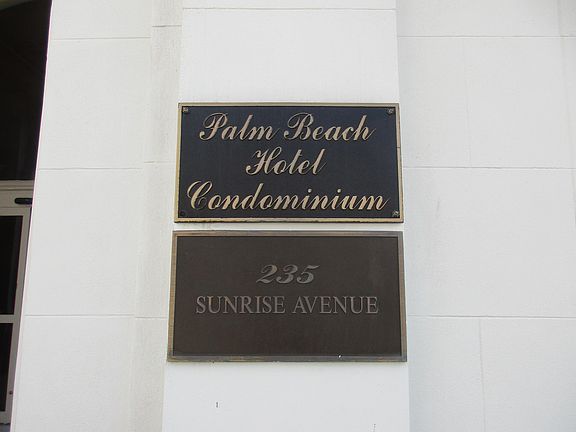 Palm Beach
Hotel
Condominium
235
SUNRISE AVENUE